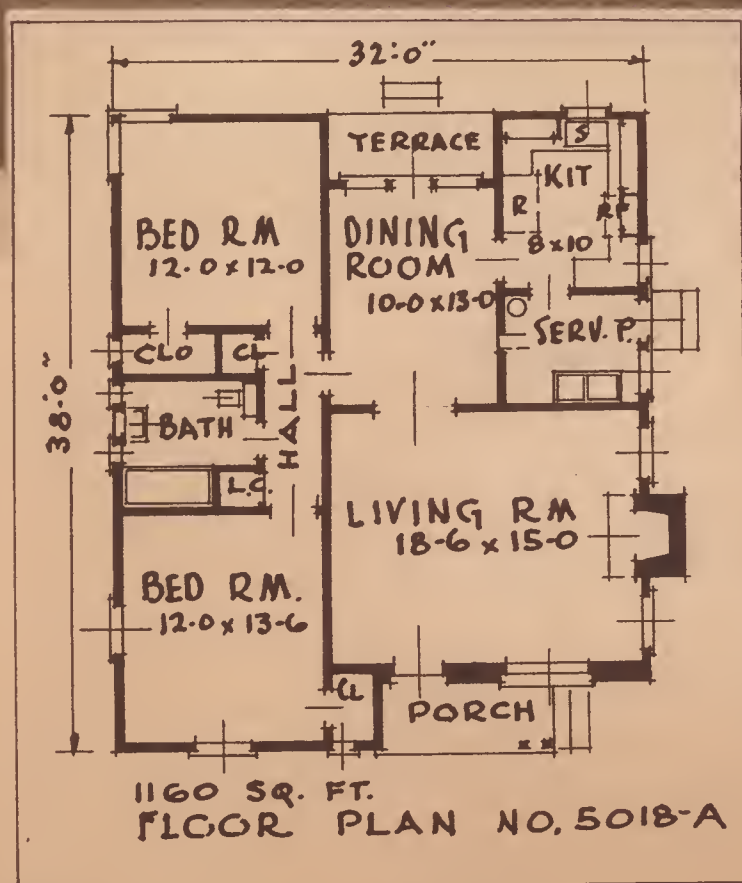 32'-0"
TERRACE
S
KIT
R
RF
8 x 10
BED RM
12-0 x 12-0
DINING
ROOM
10-0 x 13-0
CLO
CL
SERV. P.
38'-0"
BATH
HALL
L.C.
LIVING RM
18-6 x 15-0
BED RM.
12-0 x 13-6
CL
PORCH
1160 SQ. FT.
FLOOR PLAN NO. 5018-A